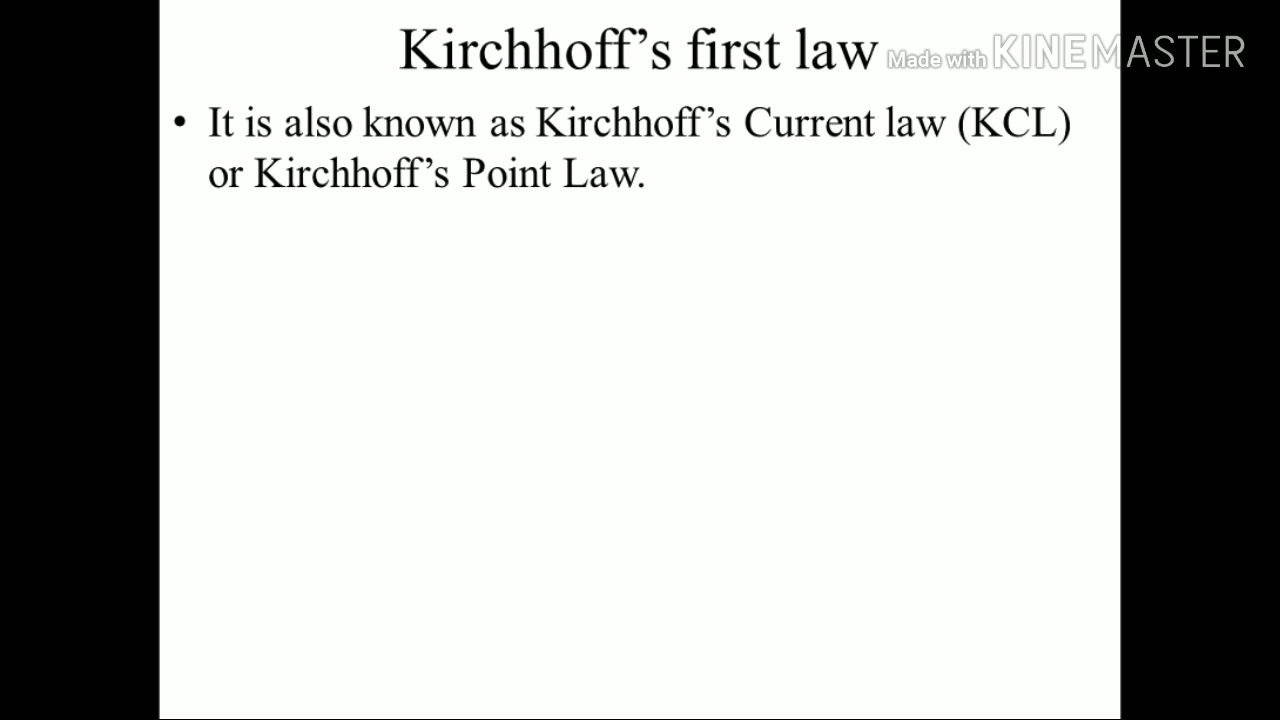 Kirchhoff’s first law
Made with KINEMASTER
• It is also known as Kirchhoff’s Current law (KCL)
or Kirchhoff’s Point Law.